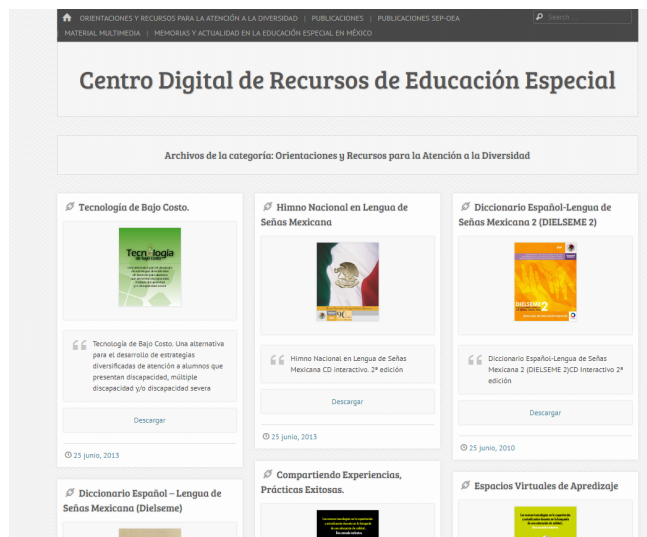 ORIENTACIONES Y RECURSOS PARA LA ATENCIÓN A LA DIVERSIDAD | PUBLICACIONES | PUBLICACIONES SEP-OEA
Search ...
MATERIAL MULTIMEDIA | MEMORIAS Y ACTUALIDAD EN LA EDUCACIÓN ESPECIAL EN MÉXICO
Centro Digital de Recursos de Educación Especial
Archivos de la categoría: Orientaciones y Recursos para la Atención a la Diversidad
Tecnología de Bajo Costo.
Tecnología
de bajo costo
Tecnología de Bajo Costo. Una alternativa
para el desarrollo de estrategias
diversificadas de atención a alumnos que
presentan discapacidad, múltiple
discapacidad y/o discapacidad severa
Descargar
25 junio, 2013
Diccionario Español – Lengua de
Señas Mexicana (Dielseme)
Himno Nacional en Lengua de
Señas Mexicana
Himno Nacional en Lengua de Señas
Mexicana CD interactivo. 2ª edición
Descargar
25 junio, 2013
Compartiendo Experiencias,
Prácticas Exitosas.
Diccionario Español-Lengua de
Señas Mexicana 2 (DIELSEME 2)
DIELSEME 2
Diccionario Español-Lengua de Señas
Mexicana 2 (DIELSEME 2)CD Interactivo 2ª
edición
Descargar
25 junio, 2010
Espacios Virtuales de Apredizaje